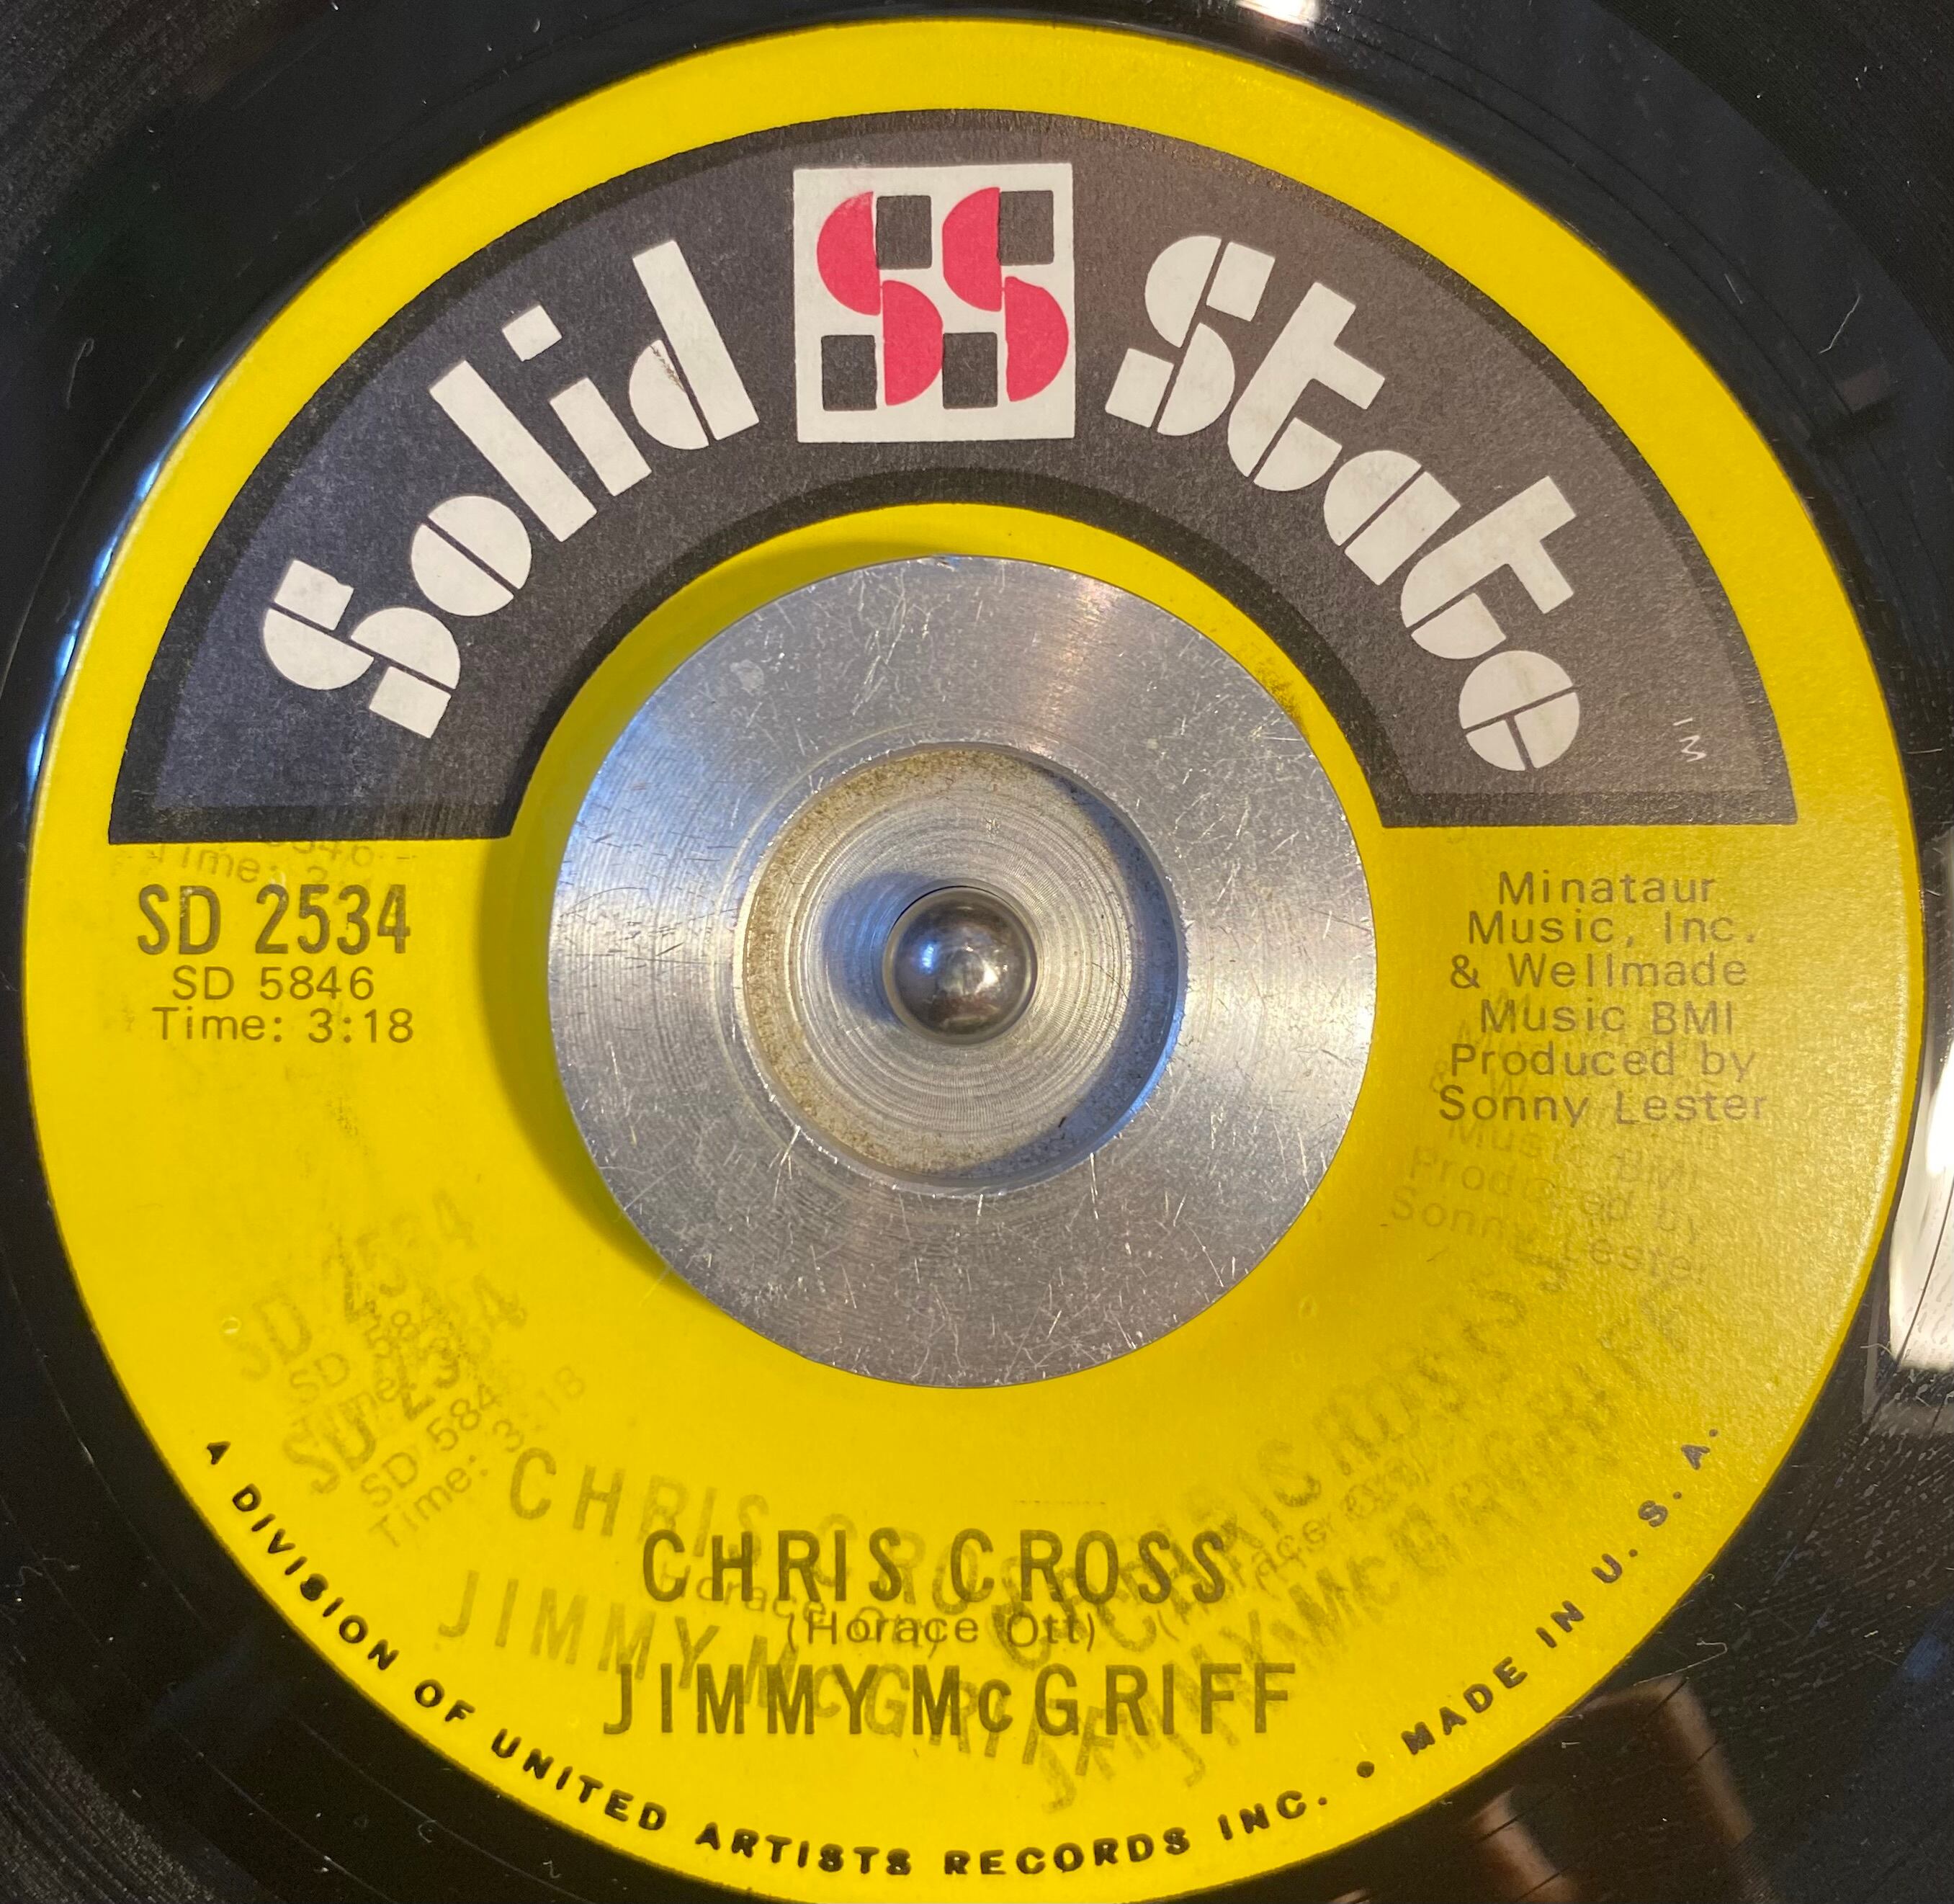 Solid SS State
TM
SD 2534
SD 5846
Time: 3:18
Minataur
Music, Inc.
& Wellmade
Music BMI
Produced by
Sonny Lester
CHRIS CROSS
(Horace Ott)
JIMMY McGRIFF
A DIVISION OF UNITED ARTISTS RECORDS INC. • MADE IN U.S.A.